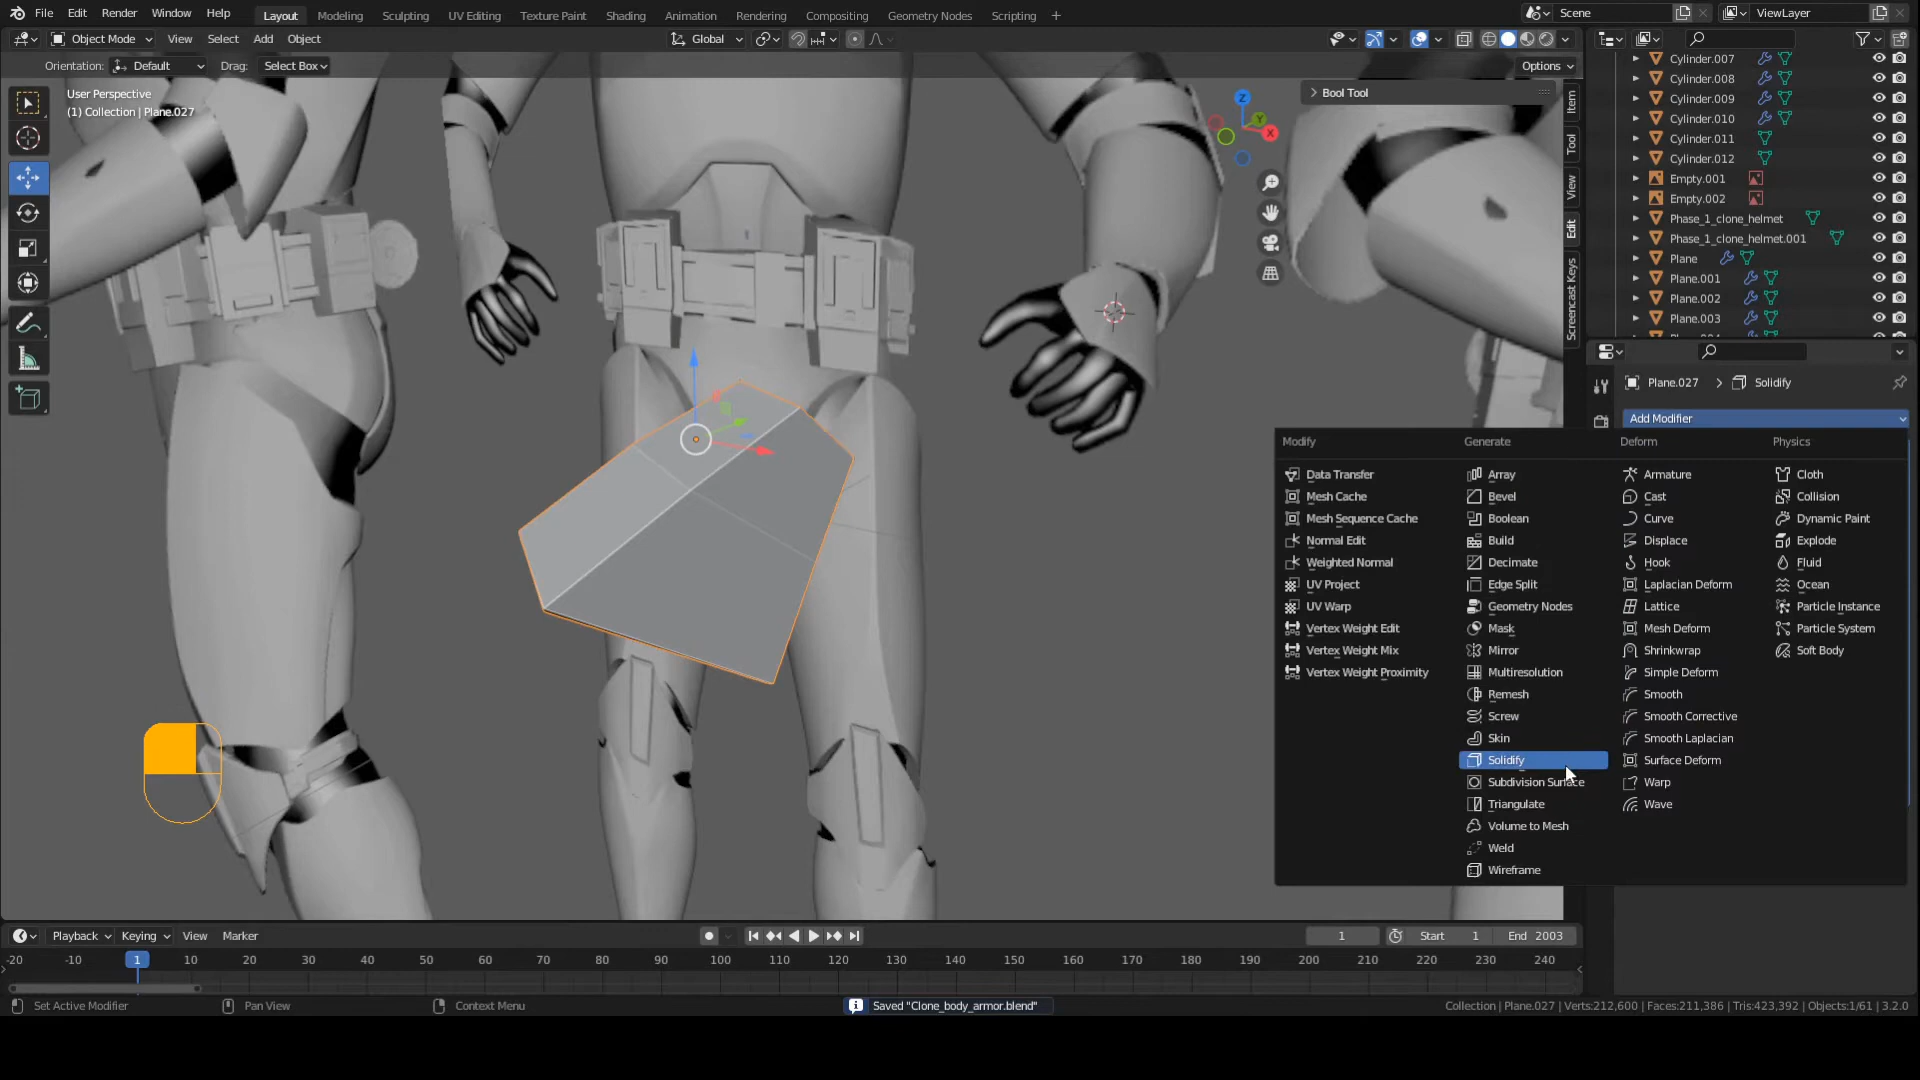 File Edit Render Window Help Layout Modeling Sculpting UV Editing Texture Paint Shading Animation Rendering Compositing Geometry Nodes Scripting + Scene ViewLayer
Object Mode View Select Add Object Global
Orientation: Default Drag: Select Box Options
User Perspective
(1) Collection | Plane.027
Bool Tool
Z
Y
X
Item
Tool
View
Edit
Screencast Keys
Cylinder.007
Cylinder.008
Cylinder.009
Cylinder.010
Cylinder.011
Cylinder.012
Empty.001
Empty.002
Phase_1_clone_helmet
Phase_1_clone_helmet.001
Plane
Plane.001
Plane.002
Plane.003
Plane.027 > Solidify
Add Modifier
Modify Generate Deform Physics
Data Transfer Array Armature Cloth
Mesh Cache Bevel Cast Collision
Mesh Sequence Cache Boolean Curve Dynamic Paint
Normal Edit Build Displace Explode
Weighted Normal Decimate Hook Fluid
UV Project Edge Split Laplacian Deform Ocean
UV Warp Geometry Nodes Lattice Particle Instance
Vertex Weight Edit Mask Mesh Deform Particle System
Vertex Weight Mix Mirror Shrinkwrap Soft Body
Vertex Weight Proximity Multiresolution Simple Deform
Remesh Smooth
Screw Smooth Corrective
Skin Smooth Laplacian
Solidify Surface Deform
Subdivision Surface Warp
Triangulate Wave
Volume to Mesh
Weld
Wireframe
Playback Keying View Marker 1 Start 1 End 2003
-20 -10 1 10 20 30 40 50 60 70 80 90 100 110 120 130 140 150 160 170 180 190 200 210 220 230 240
Set Active Modifier Pan View Context Menu Saved "Clone_body_armor.blend" Collection | Plane.027 | Verts:212,600 | Faces:211,386 | Tris:423,392 | Objects:1/61 | 3.2.0